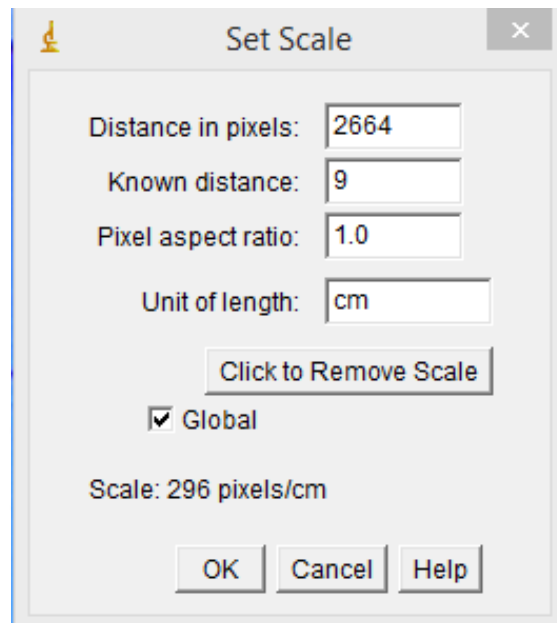 Set Scale
Distance in pixels: 2664
Known distance: 9
Pixel aspect ratio: 1.0
Unit of length: cm
Click to Remove Scale
Global
Scale: 296 pixels/cm
OK Cancel Help